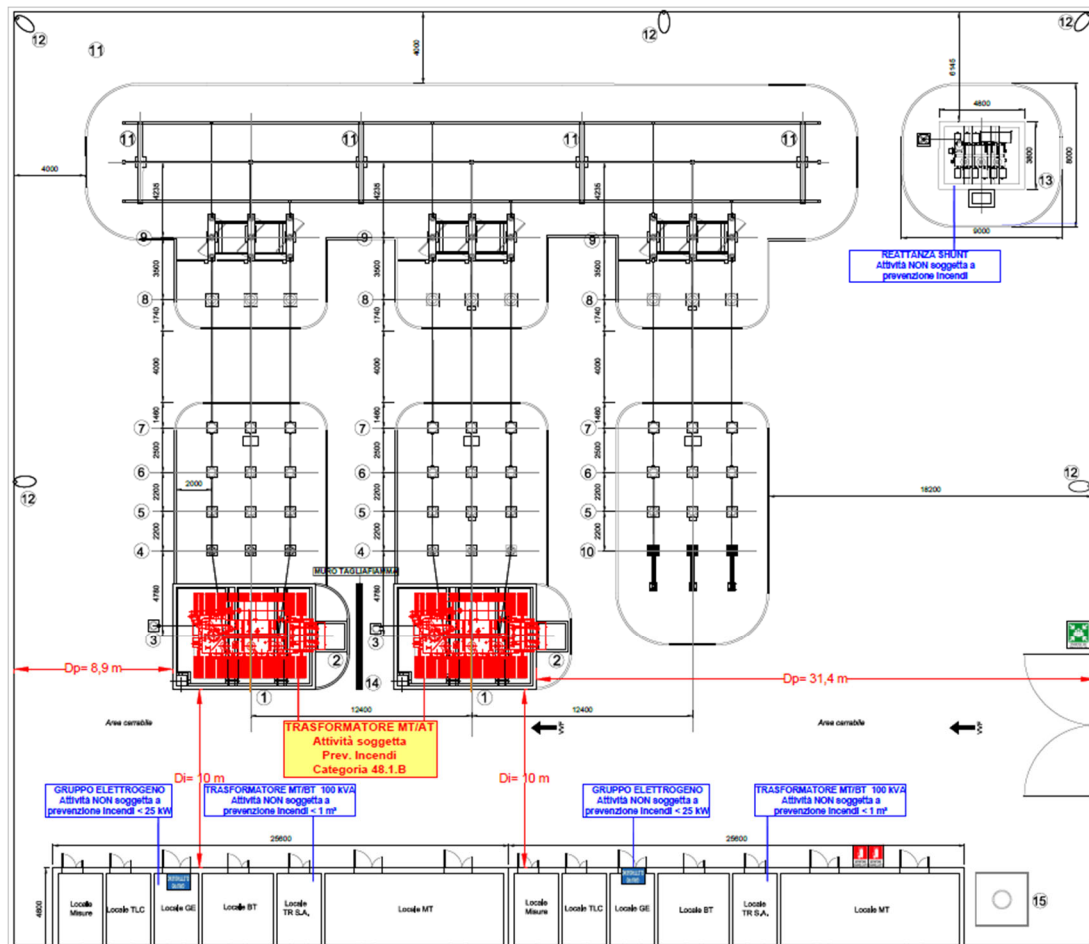 12
12
12
11
4000
6145
4800
11
11
11
11
4000
3800
8000
13
4235
4235
4235
9000
9
9
9
REATTANZA SHUNT
Attività NON soggetta a
prevenzione incendi
3500
3500
3500
8
8
8
1740
1740
1740
4000
4000
4000
1460
1460
1460
7
7
7
2500
2500
2500
6
6
6
12
12
2000
2200
2200
2200
18200
5
5
5
2200
2200
2200
4
4
10
MURO TAGLIAFIAMMA
4780
4780
3
3
2
2
Dp= 8,9 m
Dp= 31,4 m
1
14
1
12400
12400
Area carrabile
TRASFORMATORE MT/AT
Attività soggetta
Prev. Incendi
Categoria 48.1.B
VVF
Area carrabile
VVF
Di= 10 m
Di= 10 m
GRUPPO ELETTROGENO
Attività NON soggetta a
prevenzione incendi < 25 kW
TRASFORMATORE MT/BT 100 kVA
Attività NON soggetta a
prevenzione incendi < 1 m³
GRUPPO ELETTROGENO
Attività NON soggetta a
prevenzione incendi < 25 kW
TRASFORMATORE MT/BT 100 kVA
Attività NON soggetta a
prevenzione incendi < 1 m³
25600
25600
4800
Locale
Misure
Locale TLC
Locale GE
Locale BT
Locale
TR S.A.
Locale MT
Locale
Misure
Locale TLC
Locale GE
Locale BT
Locale
TR S.A.
Locale MT
15